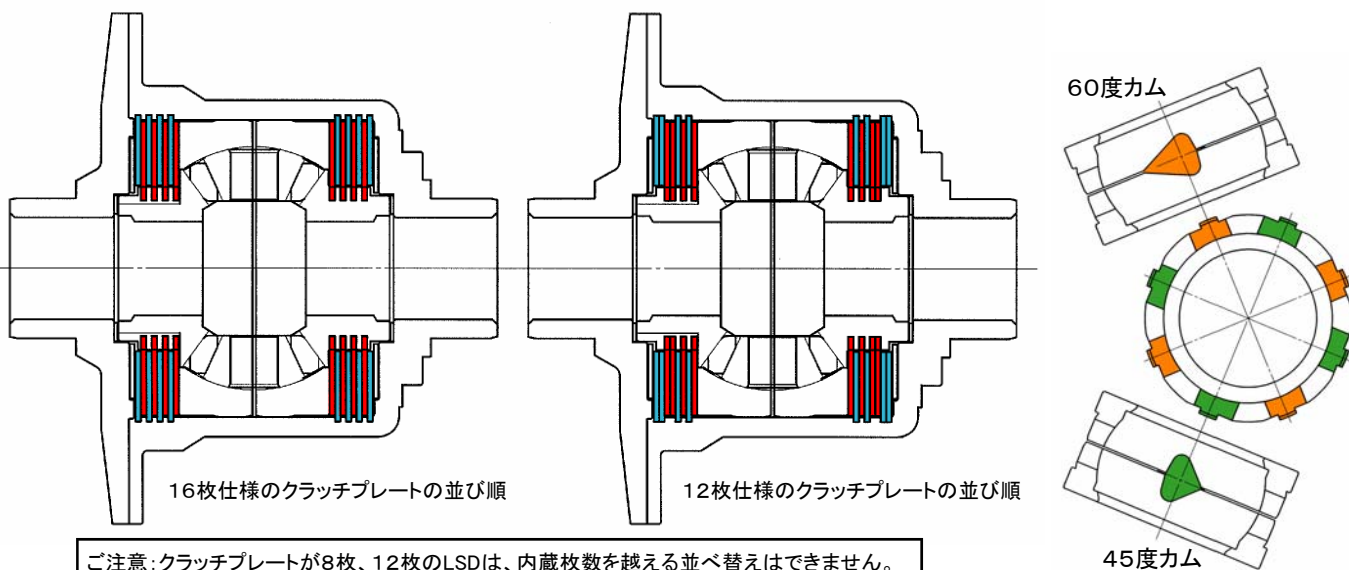 60度カム
16枚仕様のクラッチプレートの並び順
12枚仕様のクラッチプレートの並び順
ご注意:クラッチプレートが8枚、12枚のLSDは、内蔵枚数を越える並べ替えはできません。
45度カム